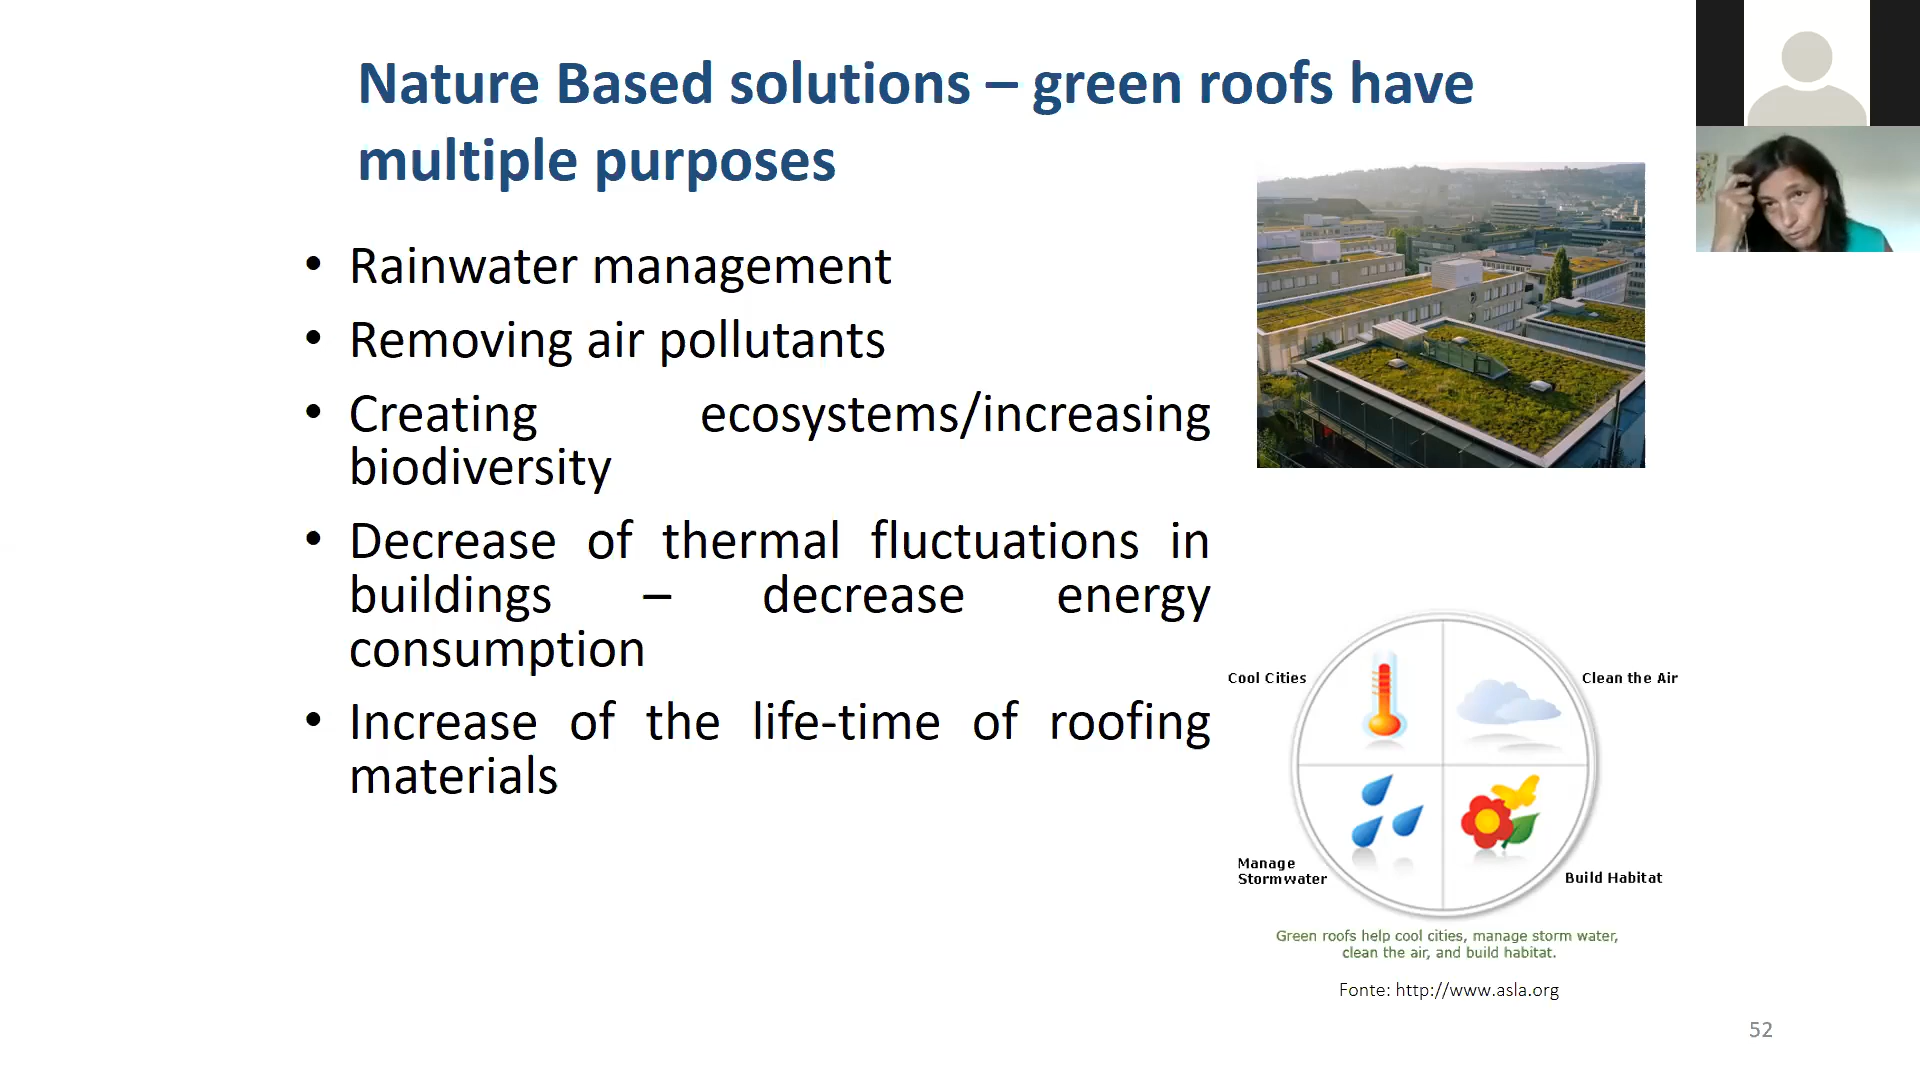 Nature Based solutions – green roofs have
multiple purposes
• Rainwater management
• Removing air pollutants
• Creating ecosystems/increasing
biodiversity
• Decrease of thermal fluctuations in
buildings – decrease energy
consumption
• Increase of the life-time of roofing
materials
Cool Cities
Clean the Air
Manage
Stormwater
Build Habitat
Green roofs help cool cities, manage storm water,
clean the air, and build habitat.
Fonte: http://www.asla.org
52